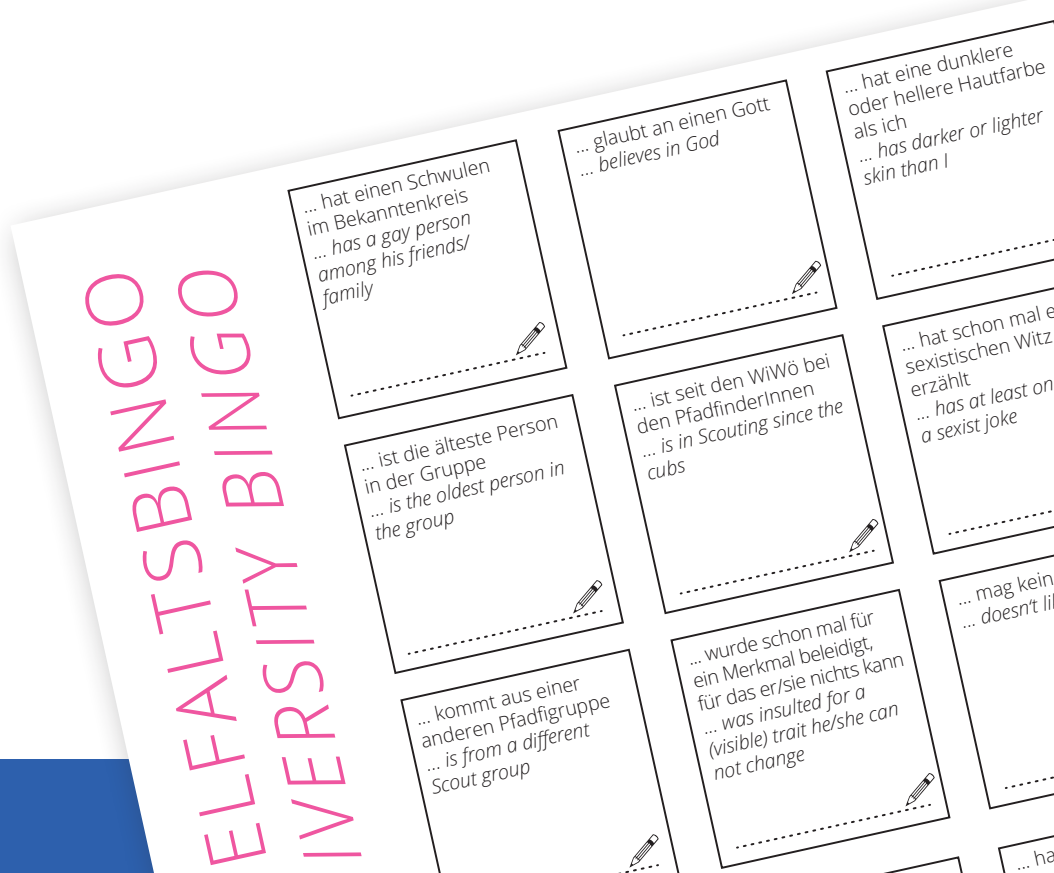 ELFALTSBINGO
IVERSITY BINGO
... hat einen Schwulen
im Bekanntenkreis
... has a gay person
among his friends/
family
... glaubt an einen Gott
... believes in God
... hat eine dunklere
oder hellere Hautfarbe
als ich
... has darker or lighter
skin than I
... ist die älteste Person
in der Gruppe
... is the oldest person in
the group
... ist seit den WiWö bei
den PfadfinderInnen
... is in Scouting since the
cubs
... hat schon mal
sexistischen Witz
erzählt
... has at least
a sexist joke
... kommt aus einer
anderen Pfadfigruppe
... is from a different
Scout group
... wurde schon mal für
ein Merkmal beleidigt,
für das er/sie nichts kann
... was insulted for a
(visible) trait he/she can
not change
... mag
... doesn't
...